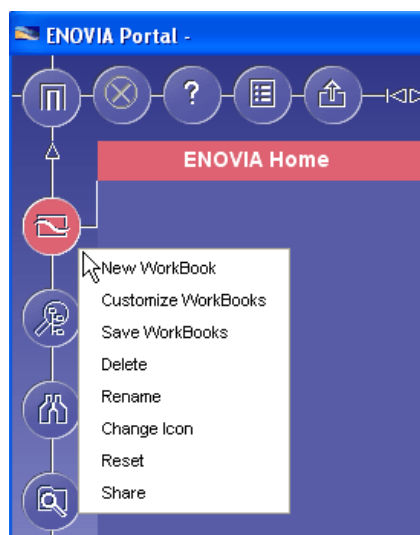 ENOVIA Portal -
?
ENOVIA Home
New WorkBook
Customize WorkBooks
Save WorkBooks
Delete
Rename
Change Icon
Reset
Share